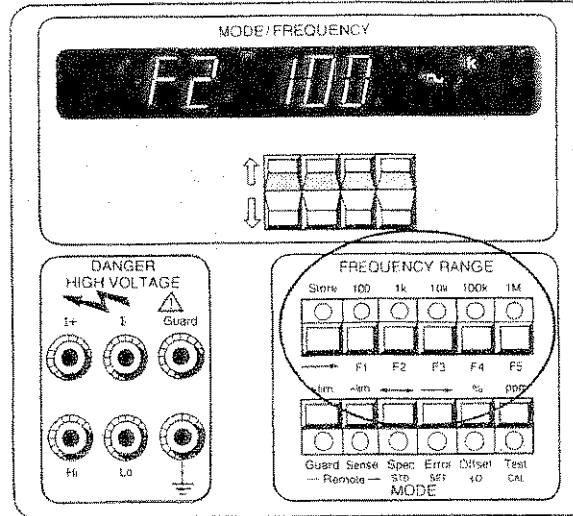 MODE/FREQUENCY
F2 100 ~ k
DANGER
HIGH VOLTAGE
I+ I- Guard
Hi Lo
FREQUENCY RANGE
Store 100 1k 10k 100k 1M
F1 F2 F3 F4 F5
% ppm
Guard Sense Spec Error Offset Test
Remote STD SET ±0 CAL
MODE